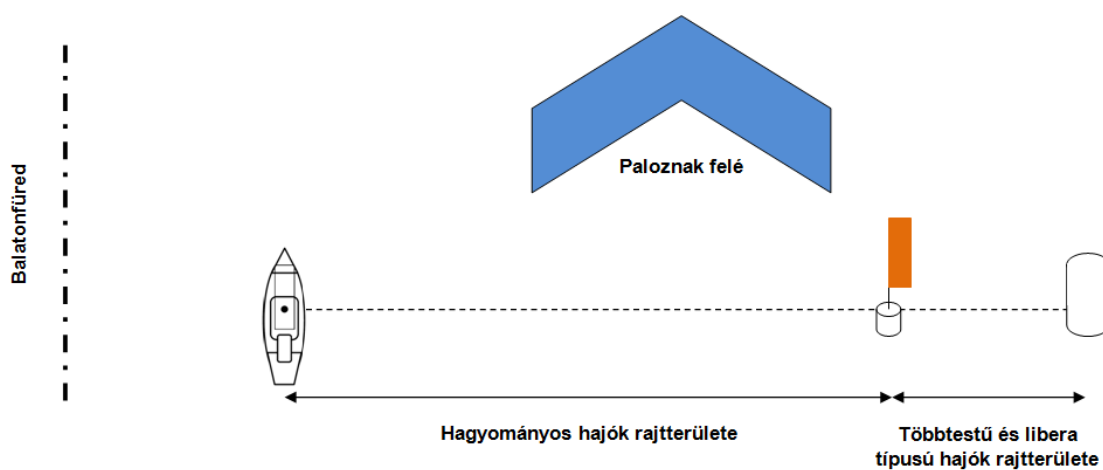 Balatonfüred
Paloznak felé
Hagyományos hajók rajtterülete
Többtestű és libera
típusú hajók rajtterülete